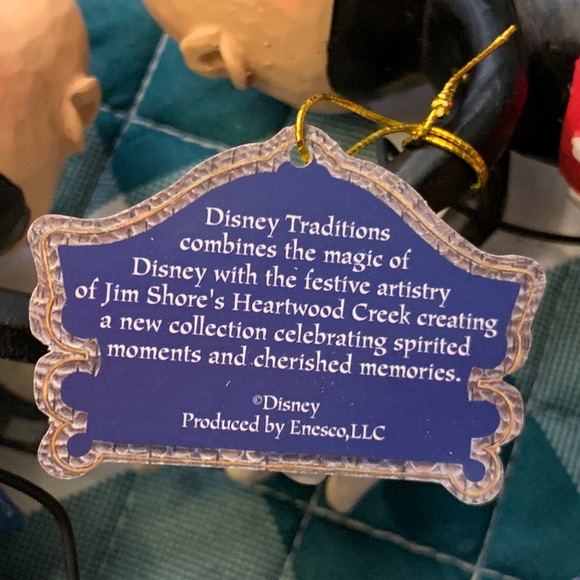 Disney Traditions
combines the magic of
Disney with the festive artistry
of Jim Shore's Heartwood Creek creating
a new collection celebrating spirited
moments and cherished memories.
©Disney
Produced by Enesco,LLC